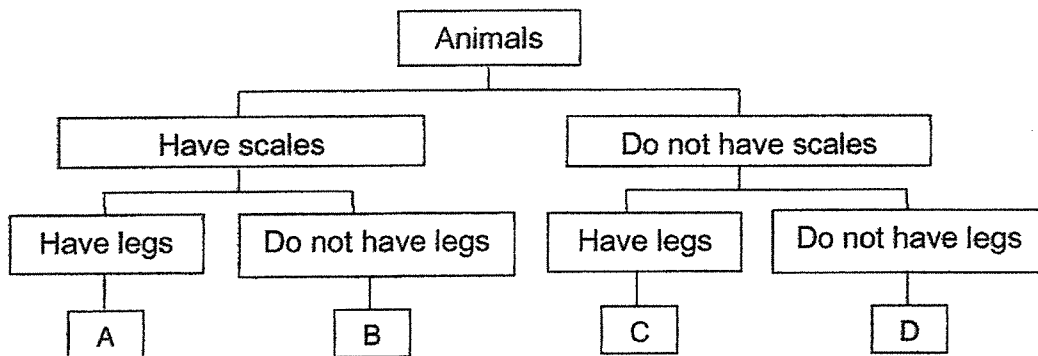 Animals
Have scales
Do not have scales
Have legs
Do not have legs
Have legs
Do not have legs
A
B
C
D